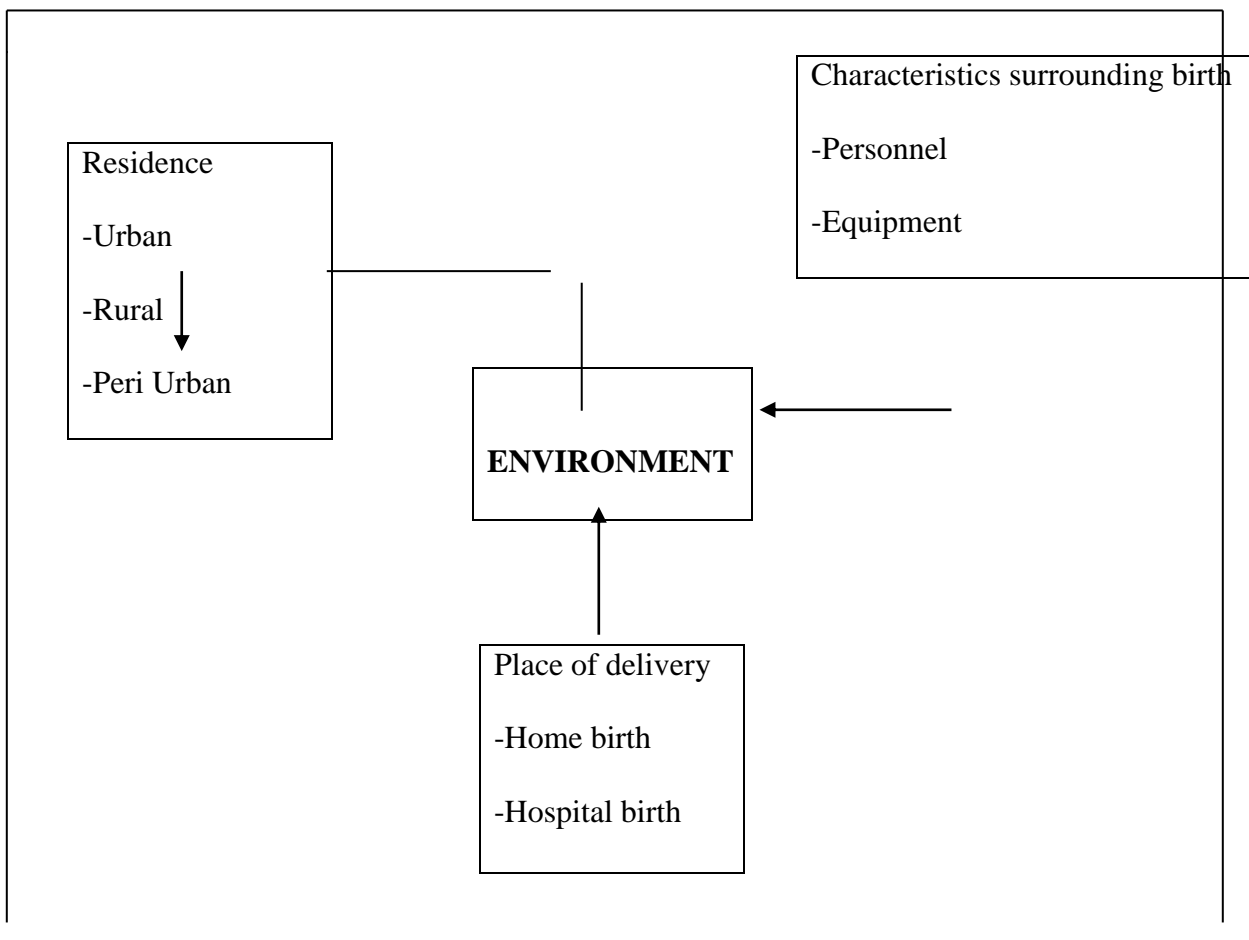 Characteristics surrounding birth
-Personnel
-Equipment
Residence
-Urban
-Rural
-Peri Urban
ENVIRONMENT
Place of delivery
-Home birth
-Hospital birth